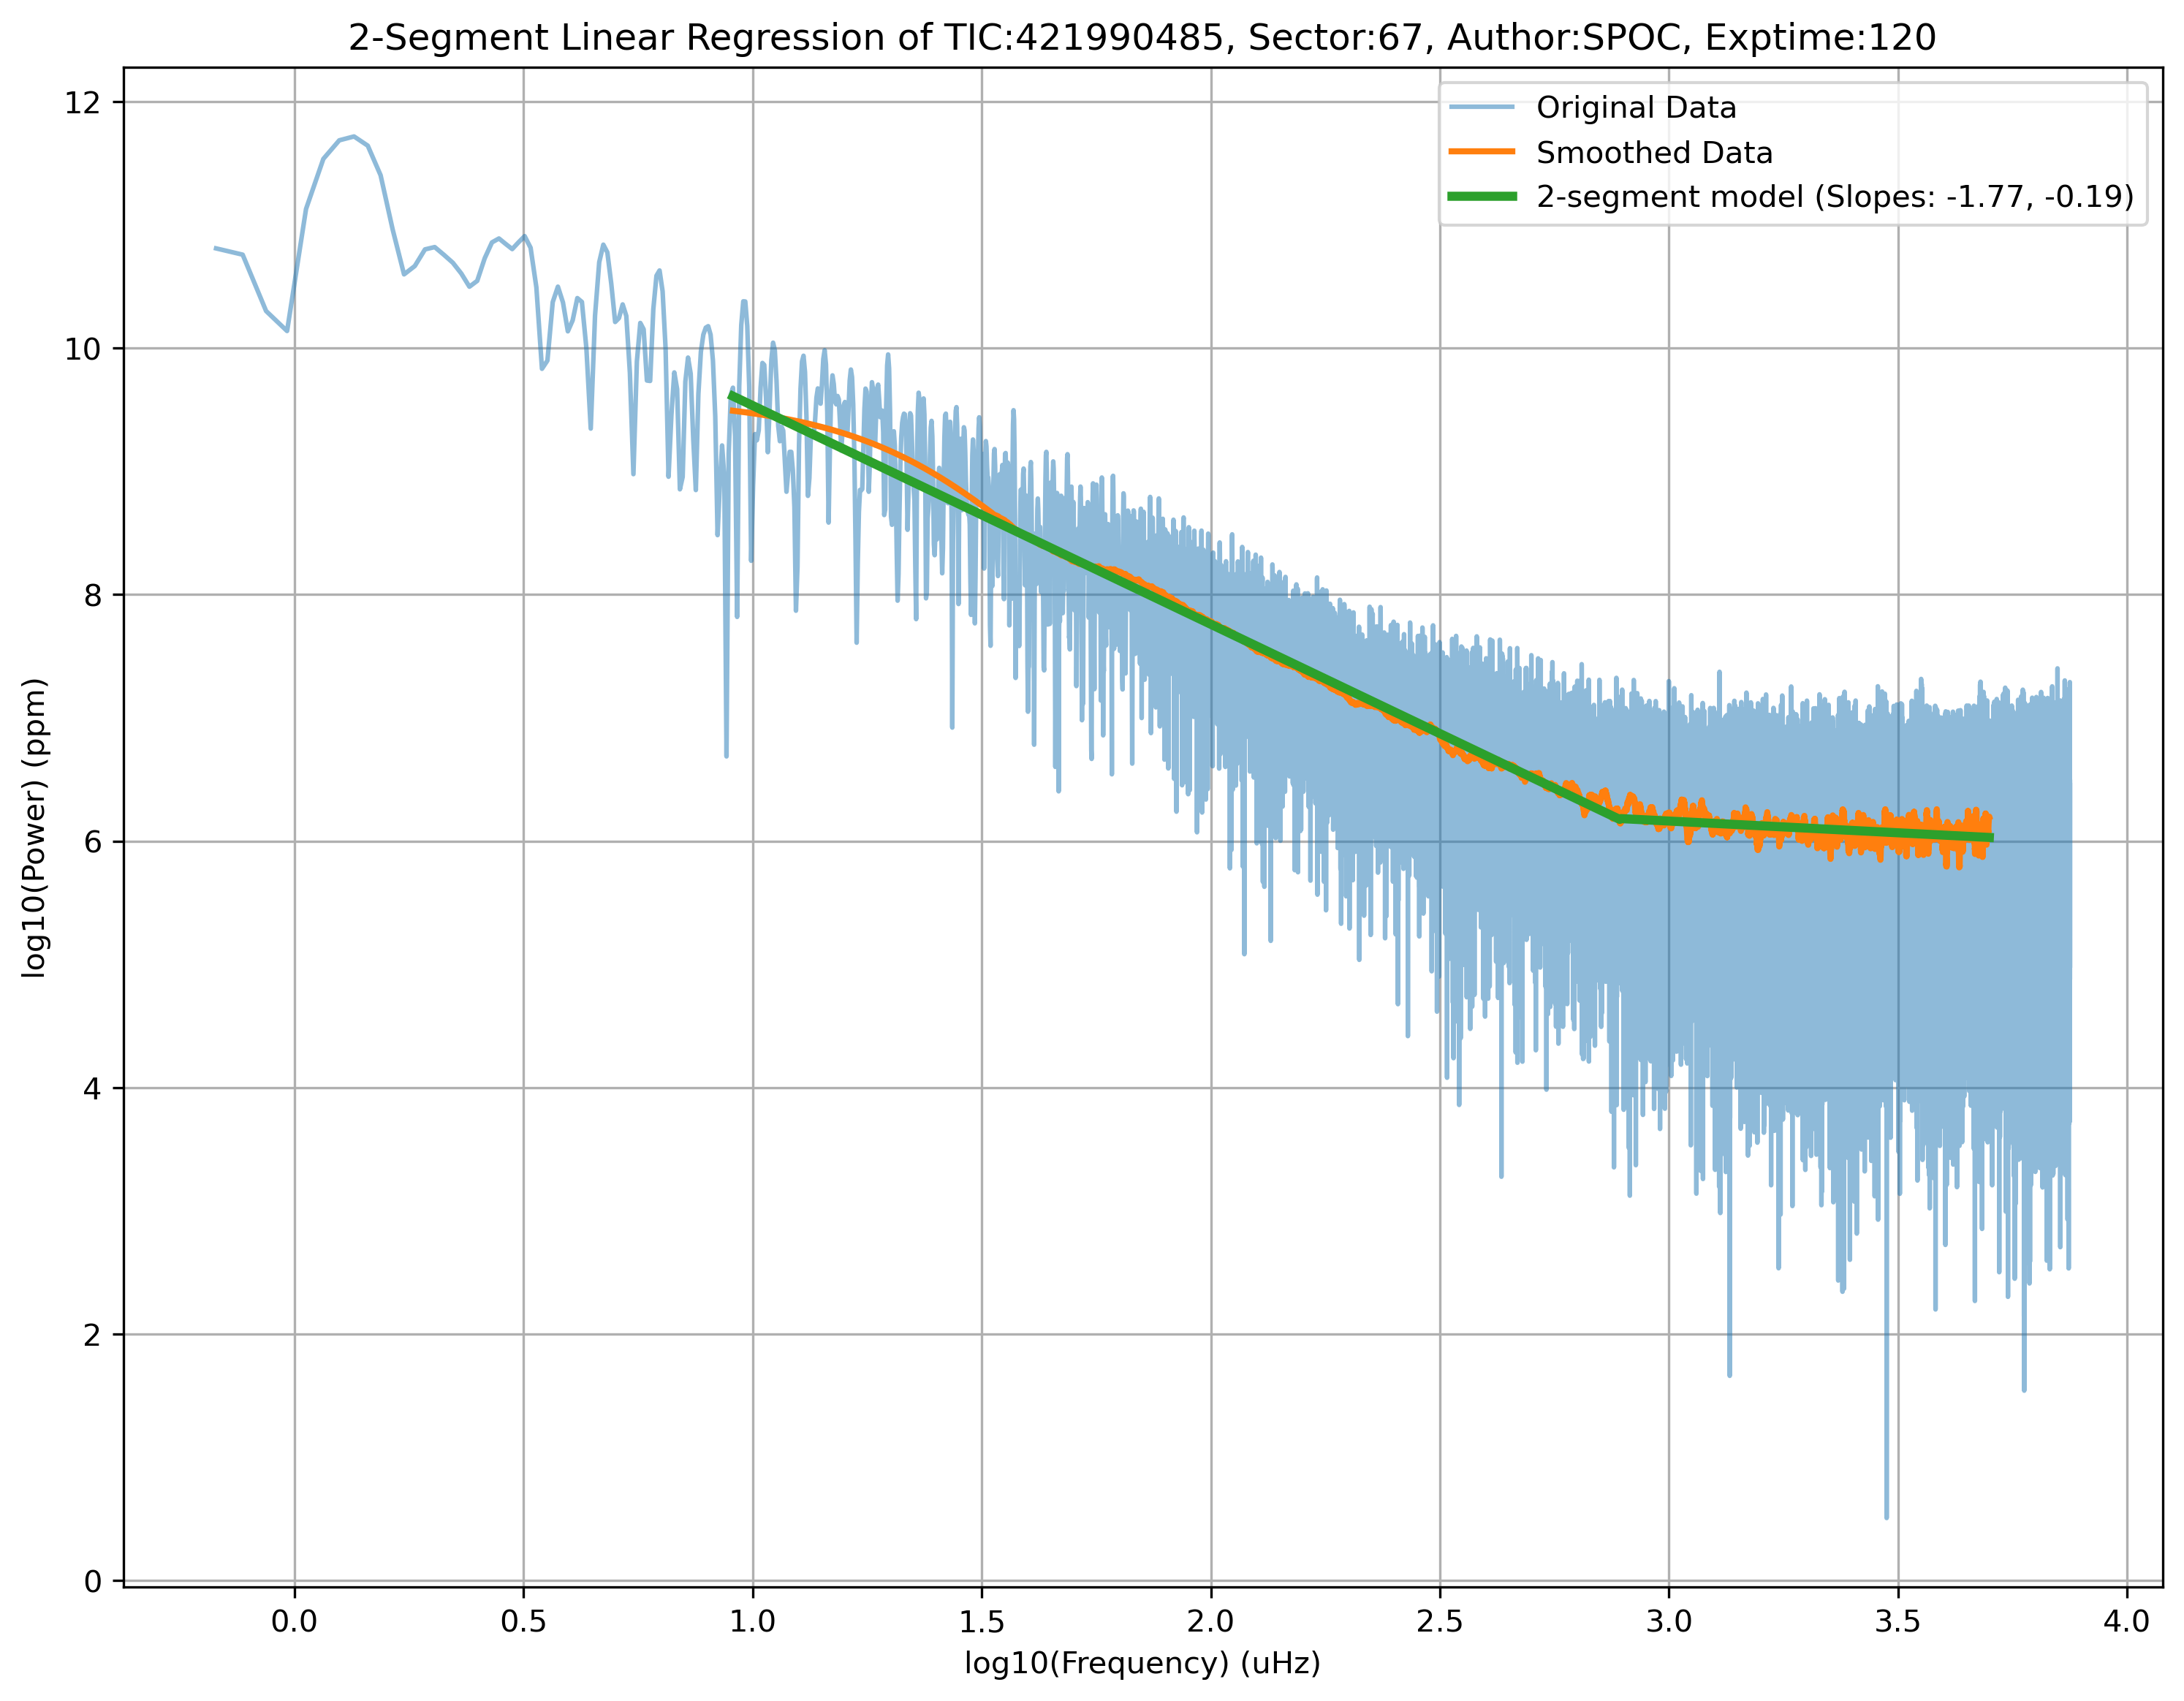 2-Segment Linear Regression of TIC:421990485, Sector:67, Author:SPOC, Exptime:120
Original Data
Smoothed Data
2-segment model (Slopes: -1.77, -0.19)
log10(Power) (ppm)
12
10
8
6
4
2
0
0.0 0.5 1.0 1.5 2.0 2.5 3.0 3.5 4.0
log10(Frequency) (uHz)